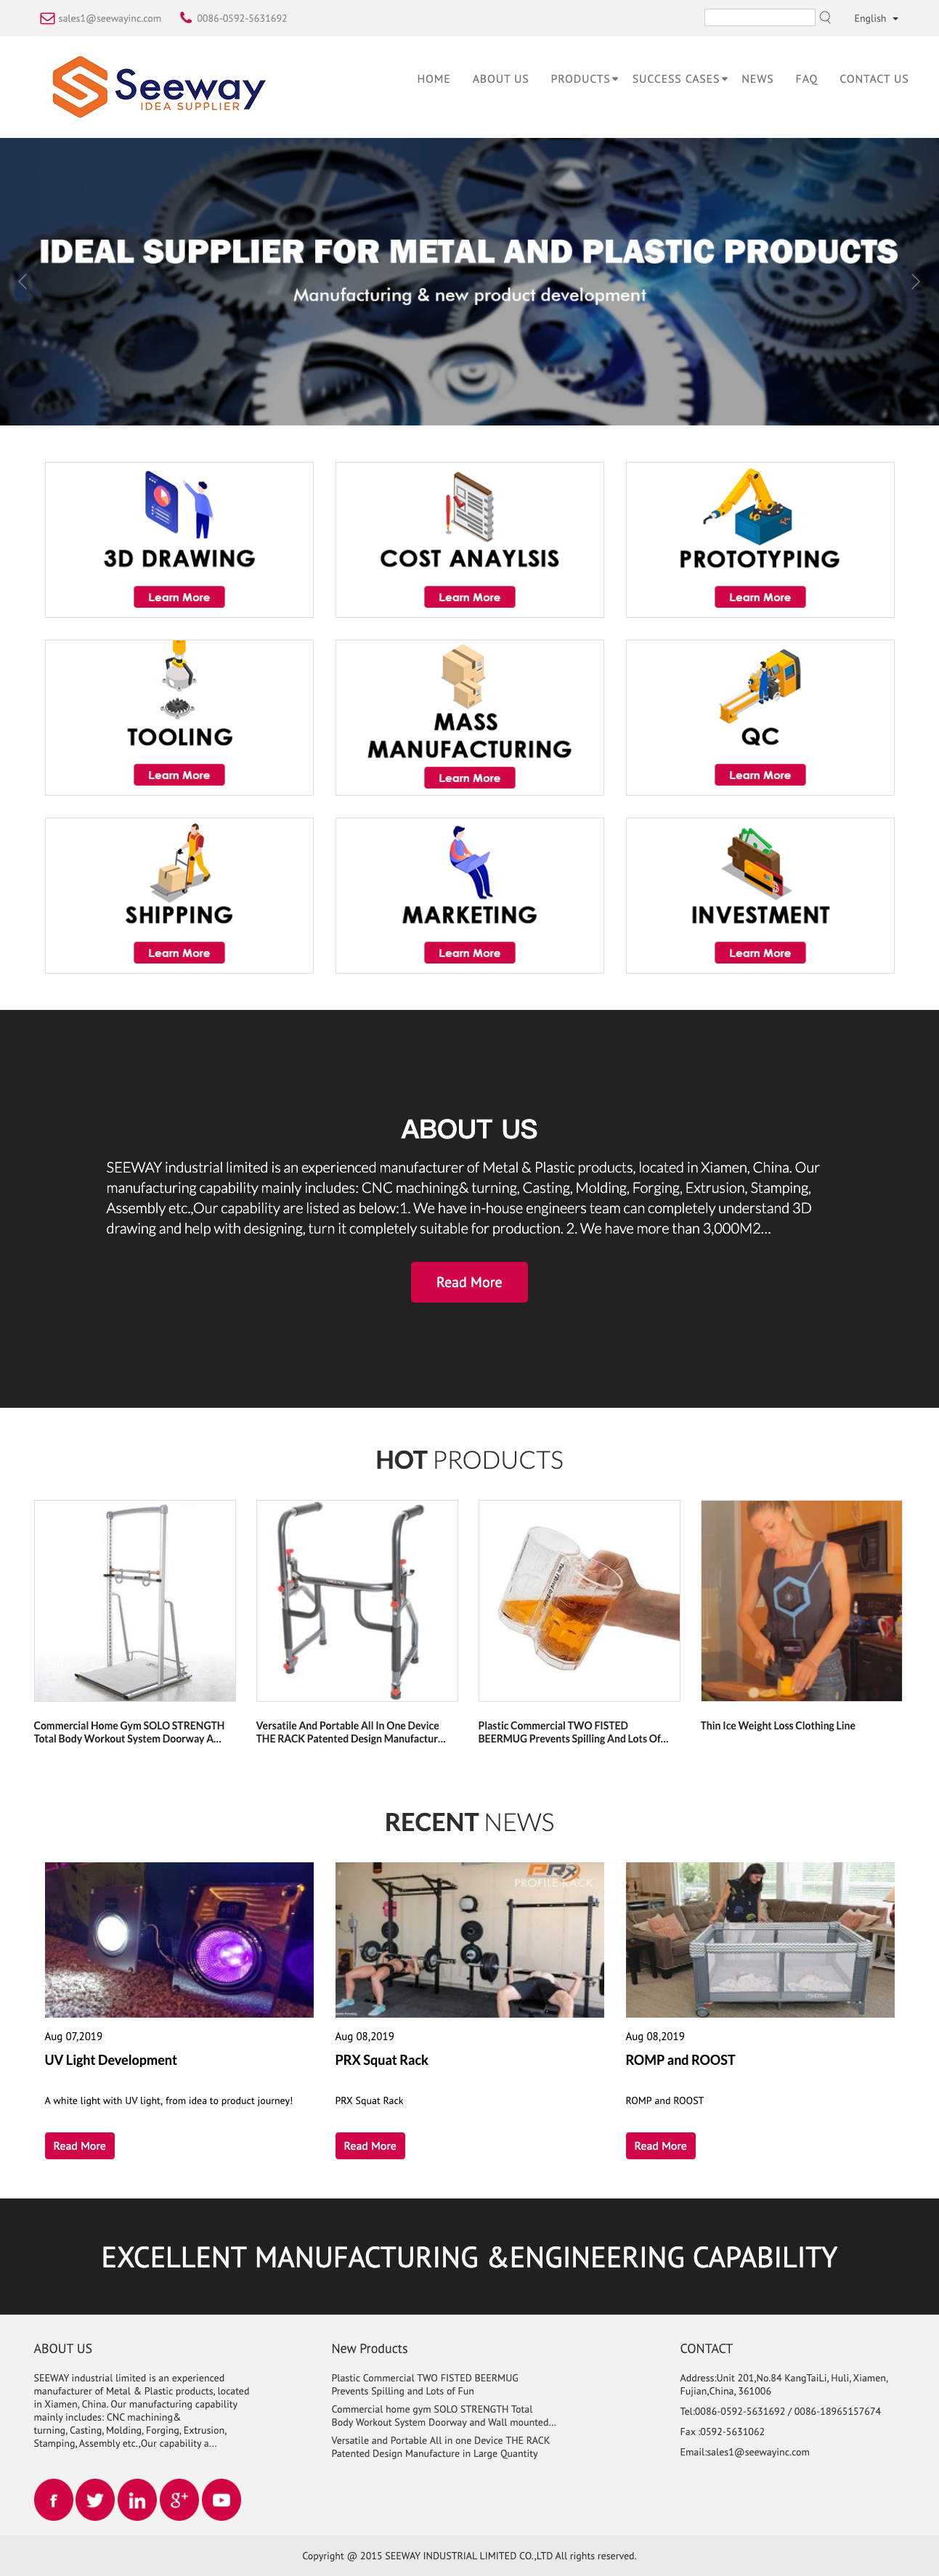 sales1@seewayinc.com
0086-0592-5631692
English
Seeway
IDEA SUPPLIER
HOME
ABOUT US
PRODUCTS
SUCCESS CASES
NEWS
FAQ
CONTACT US
IDEAL SUPPLIER FOR METAL AND PLASTIC PRODUCTS
Manufacturing & new product development
3D DRAWING
Learn More
COST ANAYLSIS
Learn More
PROTOTYPING
Learn More
TOOLING
Learn More
MASS
MANUFACTURING
Learn More
QC
Learn More
SHIPPING
Learn More
MARKETING
Learn More
INVESTMENT
Learn More
ABOUT US
SEEWAY industrial limited is an experienced manufacturer of Metal & Plastic products, located in Xiamen, China. Our
manufacturing capability mainly includes: CNC machining& turning, Casting, Molding, Forging, Extrusion, Stamping,
Assembly etc.,Our capability are listed as below:1. We have in-house engineers team can completely understand 3D
drawing and help with designing, turn it completely suitable for production. 2. We have more than 3,000M2...
Read More
HOT PRODUCTS
Commercial Home Gym SOLO STRENGTH
Total Body Workout System Doorway A...
Versatile And Portable All In One Device
THE RACK Patented Design Manufactur...
Plastic Commercial TWO FISTED
BEERMUG Prevents Spilling And Lots Of...
Thin Ice Weight Loss Clothing Line
RECENT NEWS
PRx
PROFILE RACK
Aug 07,2019
UV Light Development
A white light with UV light, from idea to product journey!
Read More
Aug 08,2019
PRX Squat Rack
PRX Squat Rack
Read More
Aug 08,2019
ROMP and ROOST
ROMP and ROOST
Read More
EXCELLENT MANUFACTURING &ENGINEERING CAPABILITY
ABOUT US
SEEWAY industrial limited is an experienced
manufacturer of Metal & Plastic products, located
in Xiamen, China. Our manufacturing capability
mainly includes: CNC machining&
turning, Casting, Molding, Forging, Extrusion,
Stamping, Assembly etc.,Our capability a...
New Products
Plastic Commercial TWO FISTED BEERMUG
Prevents Spilling and Lots of Fun
Commercial home gym SOLO STRENGTH Total
Body Workout System Doorway and Wall mounted...
Versatile and Portable All in one Device THE RACK
Patented Design Manufacture in Large Quantity
CONTACT
Address:Unit 201,No.84 KangTaiLi, Huli, Xiamen,
Fujian,China, 361006
Tel:0086-0592-5631692 / 0086-18965157674
Fax :0592-5631062
Email:sales1@seewayinc.com
Copyright @ 2015 SEEWAY INDUSTRIAL LIMITED CO.,LTD All rights reserved.